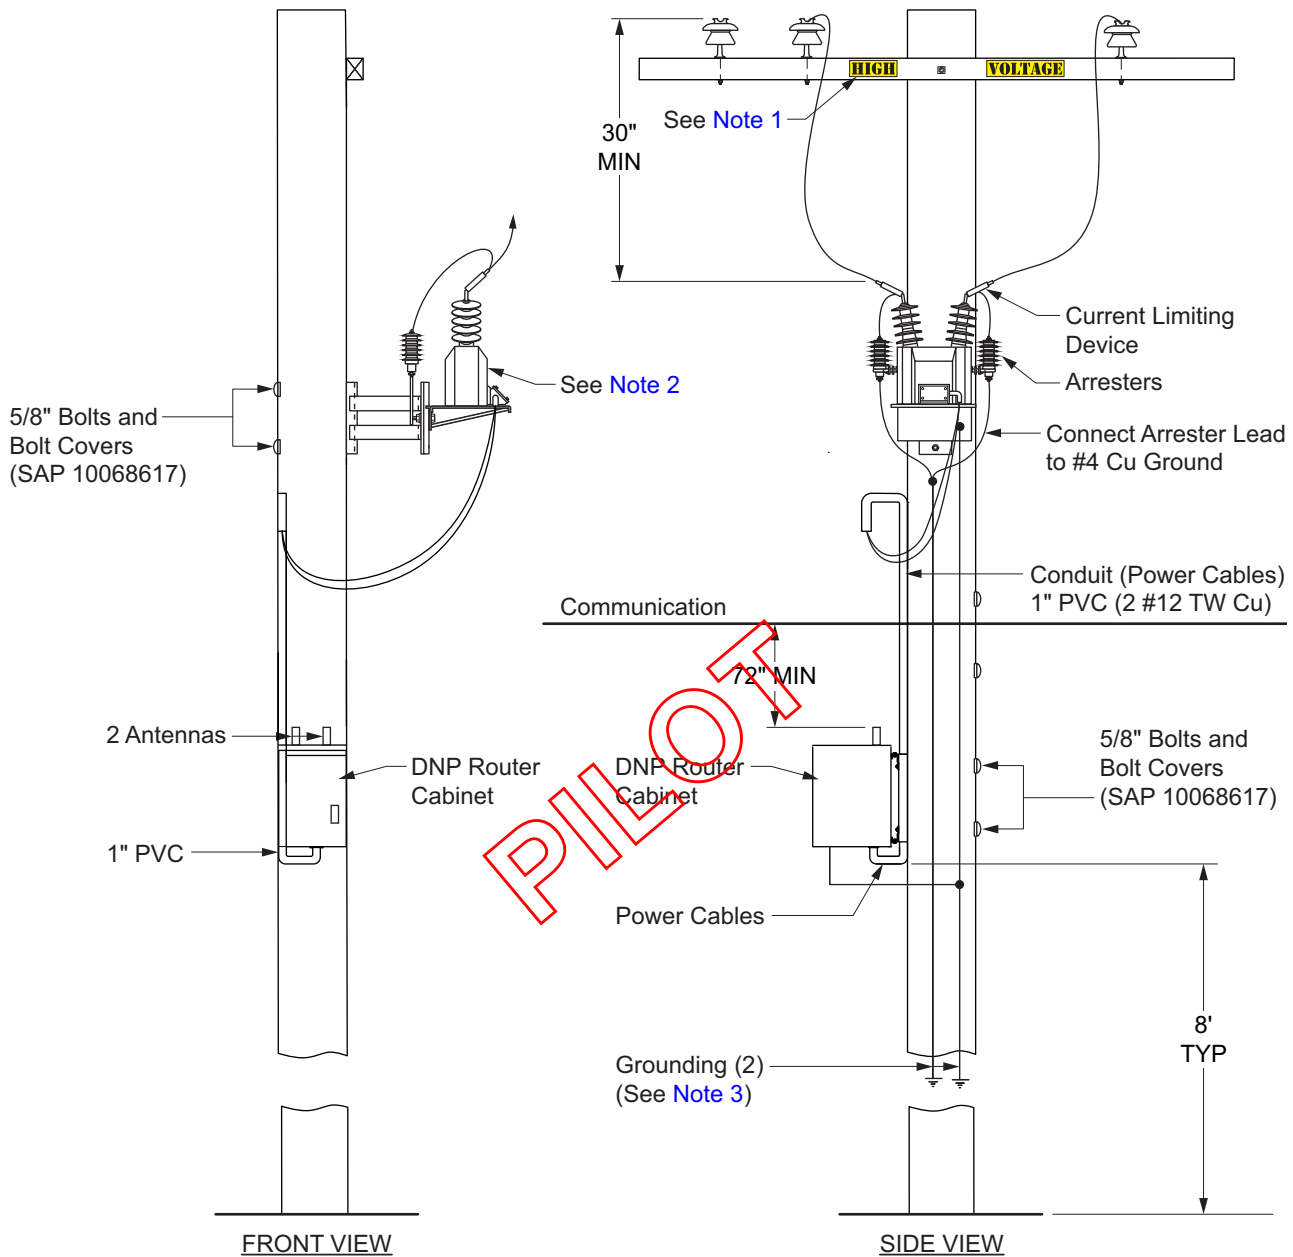 HIGH
VOLTAGE
See Note 1
30"
MIN
Current Limiting
Device
See Note 2
Arresters
5/8" Bolts and
Bolt Covers
(SAP 10068617)
Connect Arrester Lead
to #4 Cu Ground
Conduit (Power Cables)
1" PVC (2 #12 TW Cu)
Communication
72" MIN
2 Antennas
DNP Router
Cabinet
DNP Router
Cabinet
5/8" Bolts and
Bolt Covers
(SAP 10068617)
PILOT
1" PVC
Power Cables
8'
TYP
Grounding (2)
(See Note 3)
FRONT VIEW
SIDE VIEW